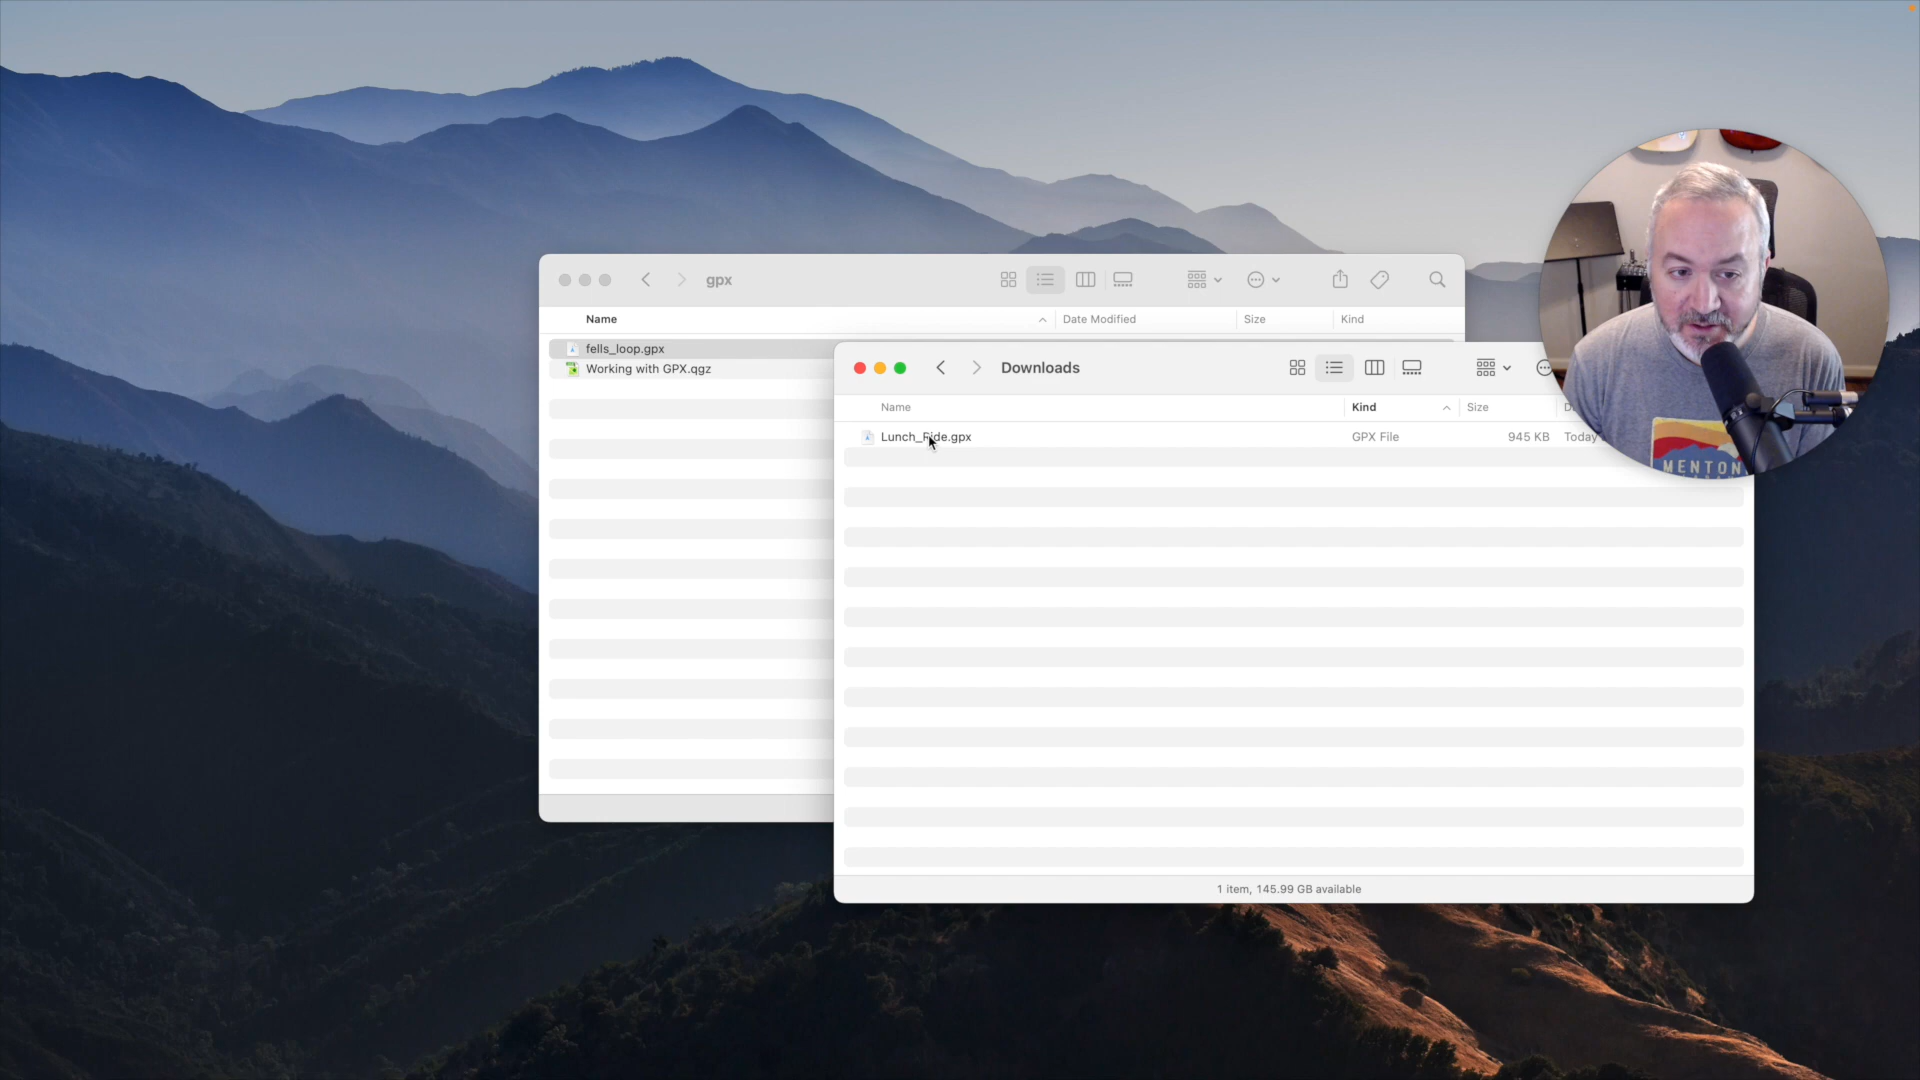 gpx
Name Date Modified Size Kind
fells_loop.gpx
Working with GPX.qgz
Downloads
Name Kind Size
Lunch_Ride.gpx GPX File 945 KB Today
1 item, 145.99 GB available
MENTON